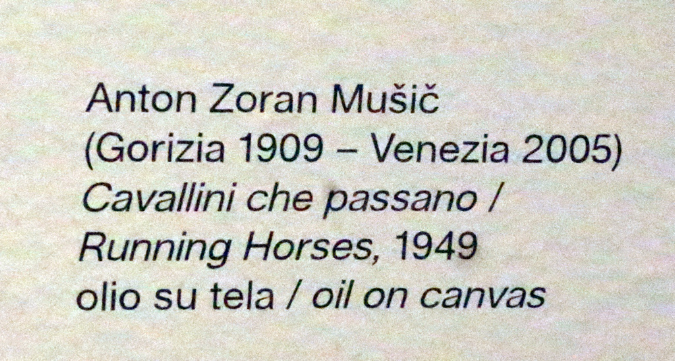 Anton Zoran Mušič
(Gorizia 1909 – Venezia 2005)
Cavallini che passano /
Running Horses, 1949
olio su tela / oil on canvas